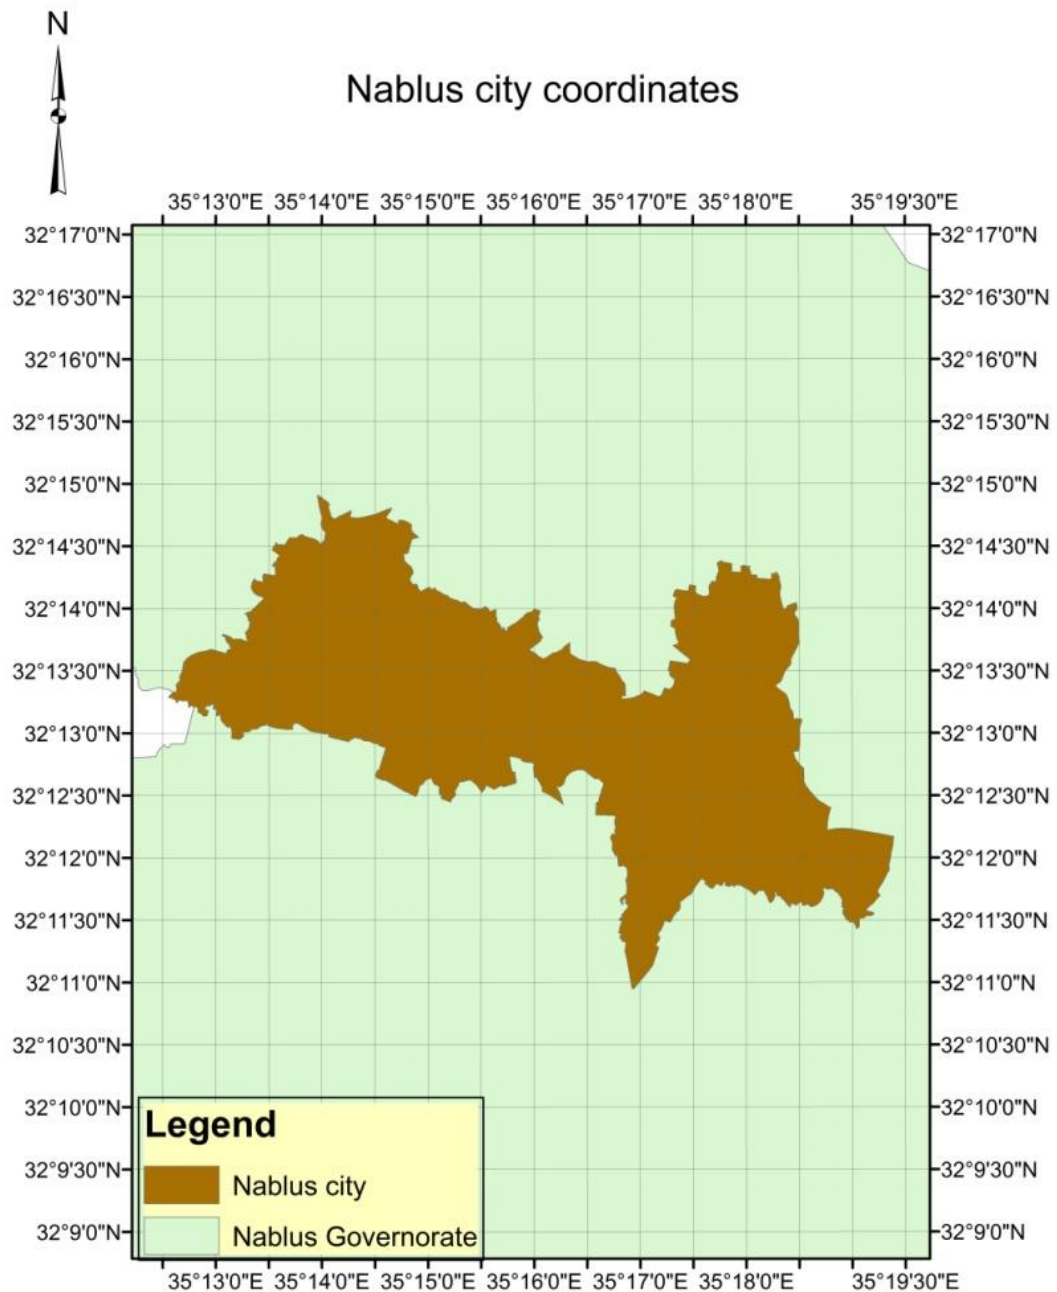 N
Nablus city coordinates
35°13'0"E 35°14'0"E 35°15'0"E 35°16'0"E 35°17'0"E 35°18'0"E 35°19'30"E
32°17'0"N 32°17'0"N
32°16'30"N 32°16'30"N
32°16'0"N 32°16'0"N
32°15'30"N 32°15'30"N
32°15'0"N 32°15'0"N
32°14'30"N 32°14'30"N
32°14'0"N 32°14'0"N
32°13'30"N 32°13'30"N
32°13'0"N 32°13'0"N
32°12'30"N 32°12'30"N
32°12'0"N 32°12'0"N
32°11'30"N 32°11'30"N
32°11'0"N 32°11'0"N
32°10'30"N 32°10'30"N
32°10'0"N 32°10'0"N
32°9'30"N 32°9'30"N
32°9'0"N 32°9'0"N
Legend
Nablus city
Nablus Governorate
35°13'0"E 35°14'0"E 35°15'0"E 35°16'0"E 35°17'0"E 35°18'0"E 35°19'30"E